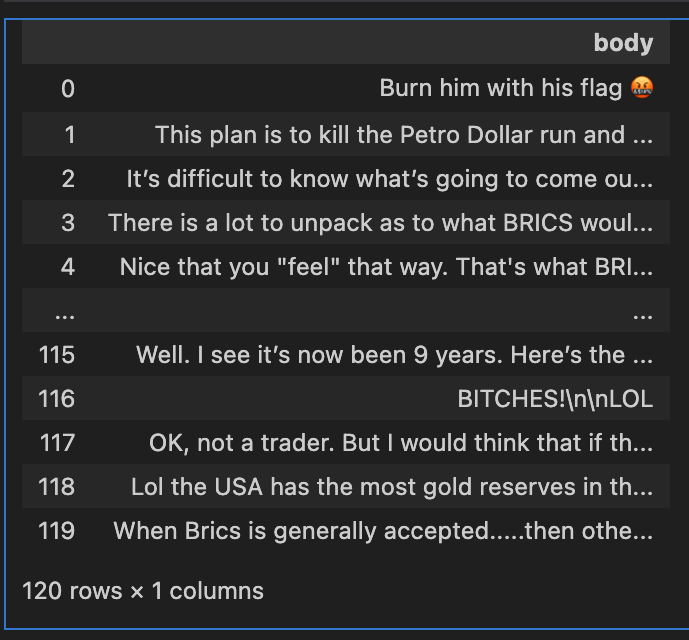 body
0 Burn him with his flag 🤬
1 This plan is to kill the Petro Dollar run and ...
2 It’s difficult to know what’s going to come ou...
3 There is a lot to unpack as to what BRICS woul...
4 Nice that you "feel" that way. That's what BRI...
... ...
115 Well. I see it’s now been 9 years. Here’s the ...
116 BITCHES!\n\nLOL
117 OK, not a trader. But I would think that if th...
118 Lol the USA has the most gold reserves in th...
119 When Brics is generally accepted.....then othe...
120 rows × 1 columns